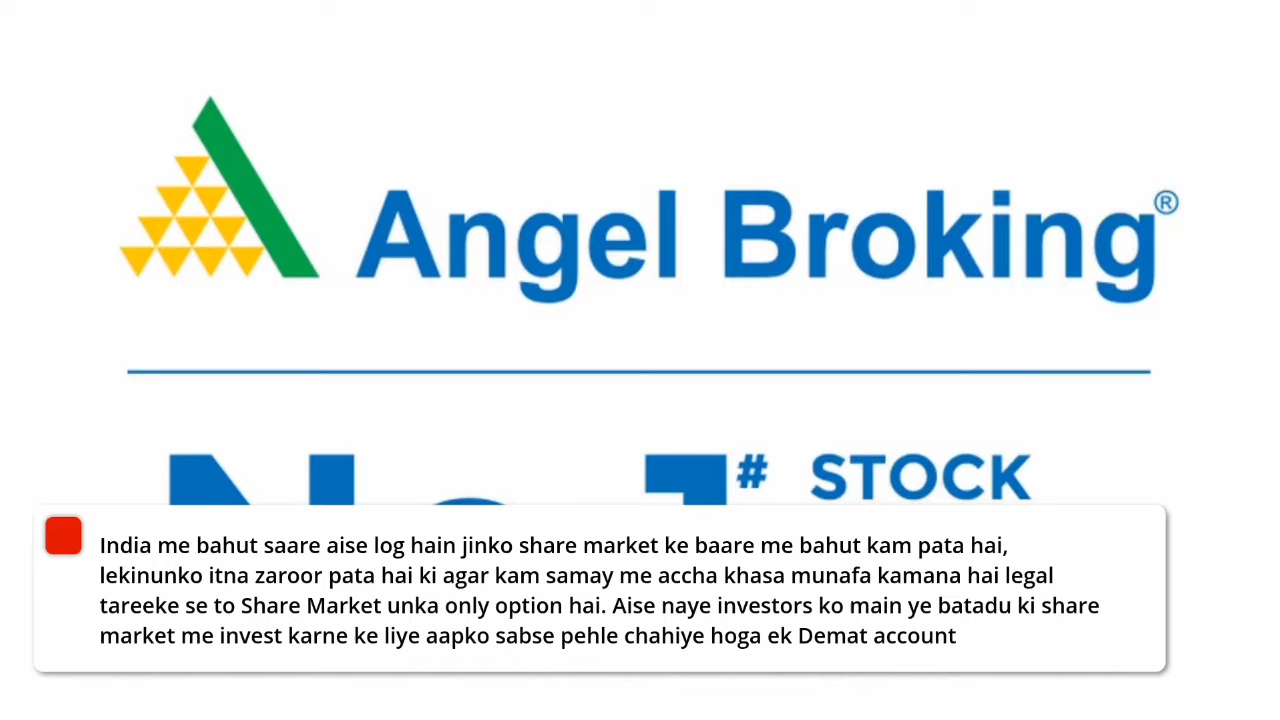 Angel Broking®
# STOCK
India me bahut saare aise log hain jinko share market ke baare me bahut kam pata hai,
lekinunko itna zaroor pata hai ki agar kam samay me accha khasa munafa kamana hai legal
tareeke se to Share Market unka only option hai. Aise naye investors ko main ye batadu ki share
market me invest karne ke liye aapko sabse pehle chahiye hoga ek Demat account